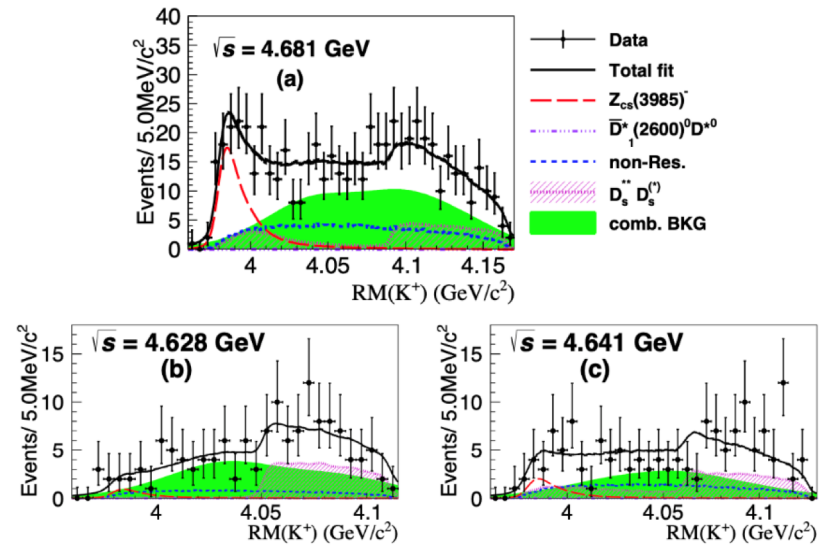 √s = 4.681 GeV
(a)
Events/ 5.0MeV/c²
40
35
30
25
20
15
10
5
0
4
4.05
4.1
4.15
RM(K⁺) (GeV/c²)
Data
Total fit
Z_cs(3985)⁻
D̅*₁(2600)⁰D*⁰
non-Res.
D_s** D_s^(*)
comb. BKG
√s = 4.628 GeV
(b)
Events/ 5.0MeV/c²
15
10
5
0
4
4.05
4.1
RM(K⁺) (GeV/c²)
√s = 4.641 GeV
(c)
Events/ 5.0MeV/c²
15
10
5
0
4
4.05
4.1
RM(K⁺) (GeV/c²)